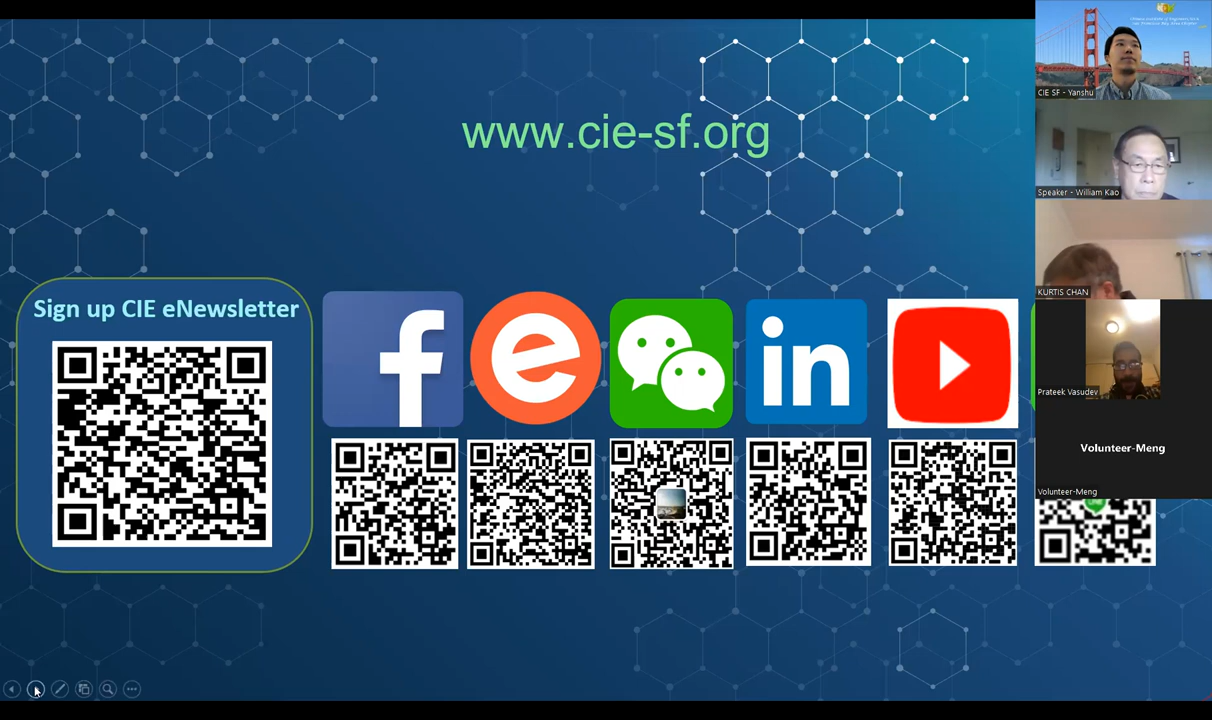 www.cie-sf.org
Sign up CIE eNewsletter
f
e
in
CIE SF - Yanshu
Speaker - William Kao
KURTIS CHAN
Prateek Vasudev
Volunteer-Meng
Volunteer-Meng